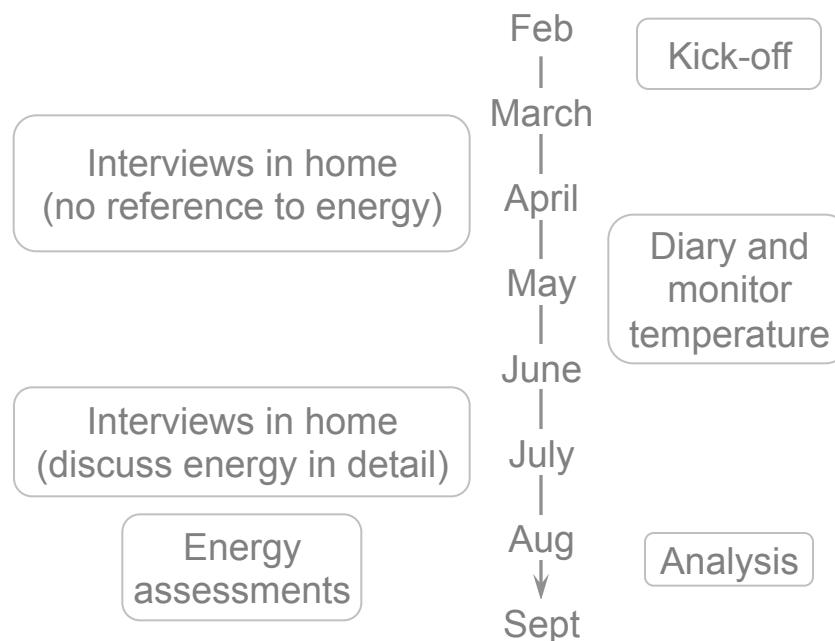 Feb
Kick-off
March
Interviews in home
(no reference to energy)
April
Diary and
monitor
temperature
May
June
Interviews in home
(discuss energy in detail)
July
Energy
assessments
Aug
Analysis
Sept